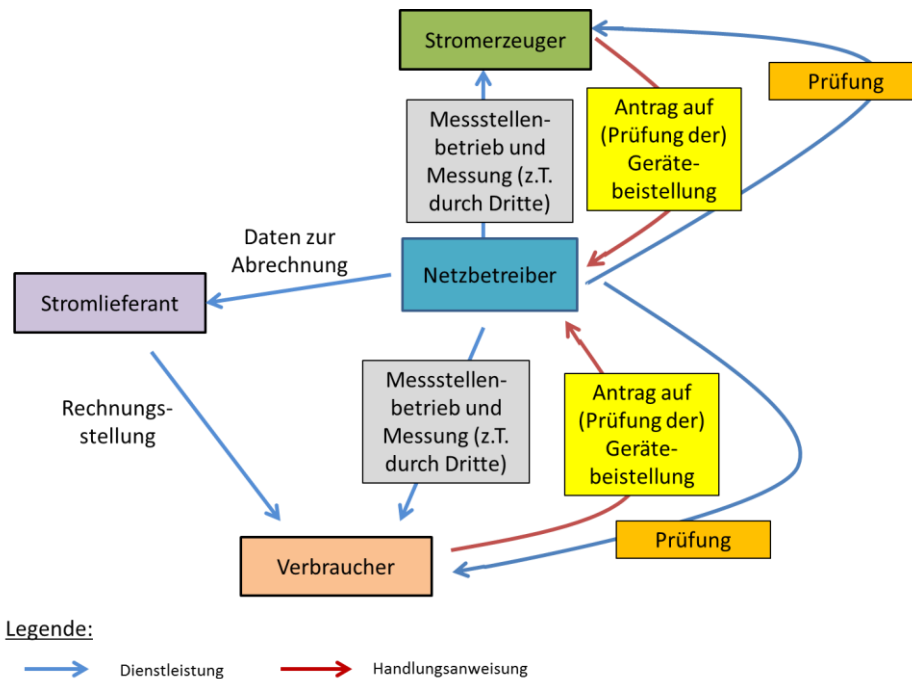 Stromerzeuger
Prüfung
Messstellen-
betrieb und
Messung (z.T.
durch Dritte)
Antrag auf
(Prüfung der)
Geräte-
beistellung
Daten zur
Abrechnung
Netzbetreiber
Stromlieferant
Messstellen-
betrieb und
Messung (z.T.
durch Dritte)
Antrag auf
(Prüfung der)
Geräte-
beistellung
Rechnungs-
stellung
Prüfung
Verbraucher
Legende:
Dienstleistung
Handlungsanweisung